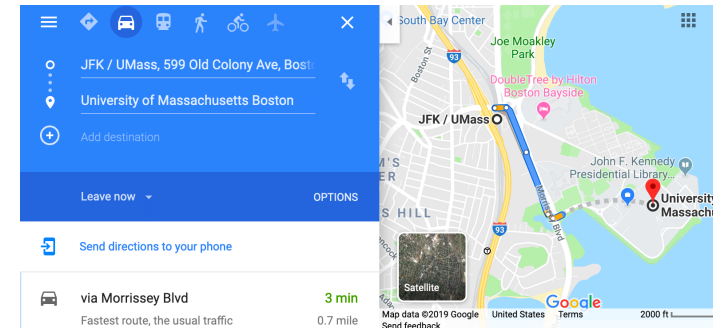 JFK / UMass, 599 Old Colony Ave, Bost
University of Massachusetts Boston
Add destination
Leave now
OPTIONS
Send directions to your phone
via Morrissey Blvd
3 min
Fastest route, the usual traffic
0.7 mile
South Bay Center
Joe Moakley
Park
Boston St
93
DoubleTree by Hilton
Boston Bayside
JFK / UMass
John F. Kennedy
Presidential Library...
University
Massachu
Morrissey Blvd
S HILL
93
Satellite
Google
Map data ©2019 Google
United States
Terms
2000 ft
Send feedback